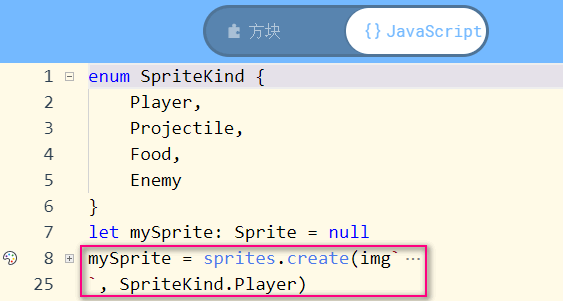 方块
{} JavaScript
1 enum SpriteKind {
2 Player,
3 Projectile,
4 Food,
5 Enemy
6 }
7 let mySprite: Sprite = null
8 mySprite = sprites.create(img` ···
25 `, SpriteKind.Player)